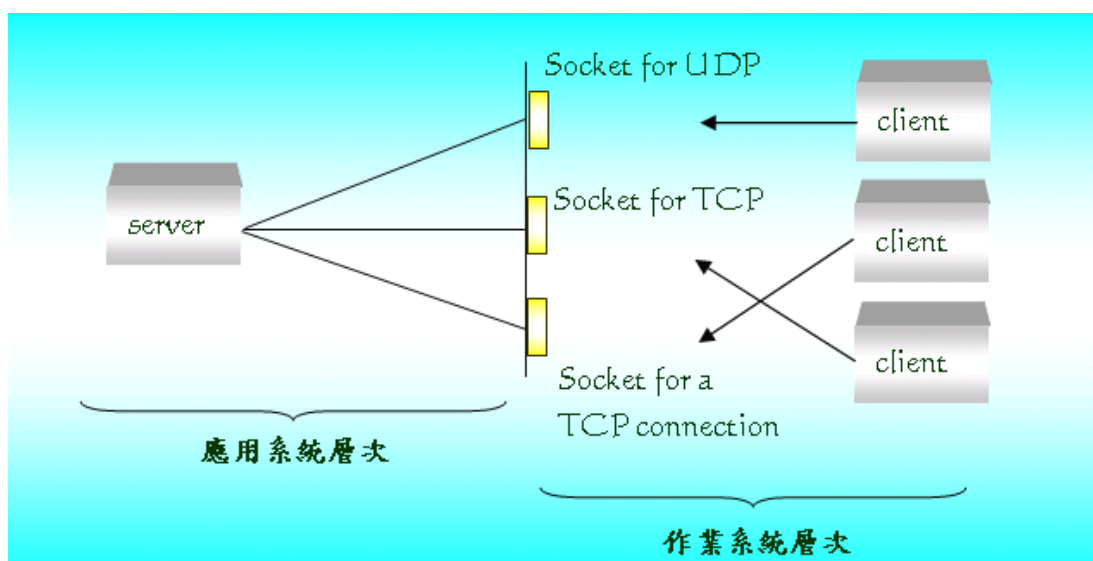 Socket for UDP
client
server
Socket for TCP
client
client
Socket for a
TCP connection
應用系統層次
作業系統層次